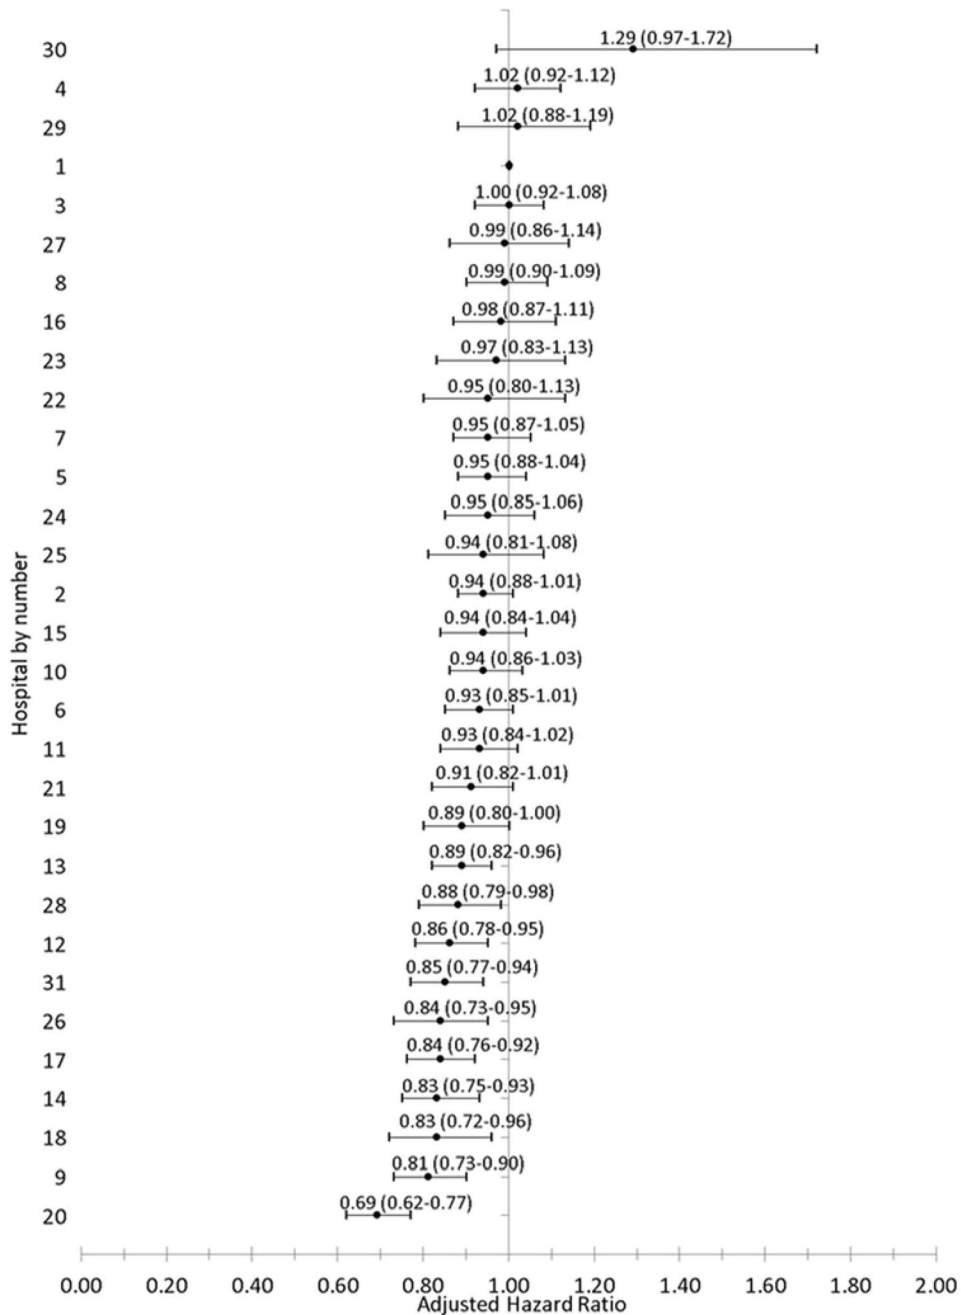 30 1.29 (0.97-1.72)
4 1.02 (0.92-1.12)
29 1.02 (0.88-1.19)
1
3 1.00 (0.92-1.08)
27 0.99 (0.86-1.14)
8 0.99 (0.90-1.09)
16 0.98 (0.87-1.11)
23 0.97 (0.83-1.13)
22 0.95 (0.80-1.13)
7 0.95 (0.87-1.05)
5 0.95 (0.88-1.04)
24 0.95 (0.85-1.06)
25 0.94 (0.81-1.08)
2 0.94 (0.88-1.01)
15 0.94 (0.84-1.04)
10 0.94 (0.86-1.03)
6 0.93 (0.85-1.01)
11 0.93 (0.84-1.02)
21 0.91 (0.82-1.01)
19 0.89 (0.80-1.00)
13 0.89 (0.82-0.96)
28 0.88 (0.79-0.98)
12 0.86 (0.78-0.95)
31 0.85 (0.77-0.94)
26 0.84 (0.73-0.95)
17 0.84 (0.76-0.92)
14 0.83 (0.75-0.93)
18 0.83 (0.72-0.96)
9 0.81 (0.73-0.90)
20 0.69 (0.62-0.77)
Hospital by number
0.00 0.20 0.40 0.60 0.80 1.00 1.20 1.40 1.60 1.80 2.00
Adjusted Hazard Ratio